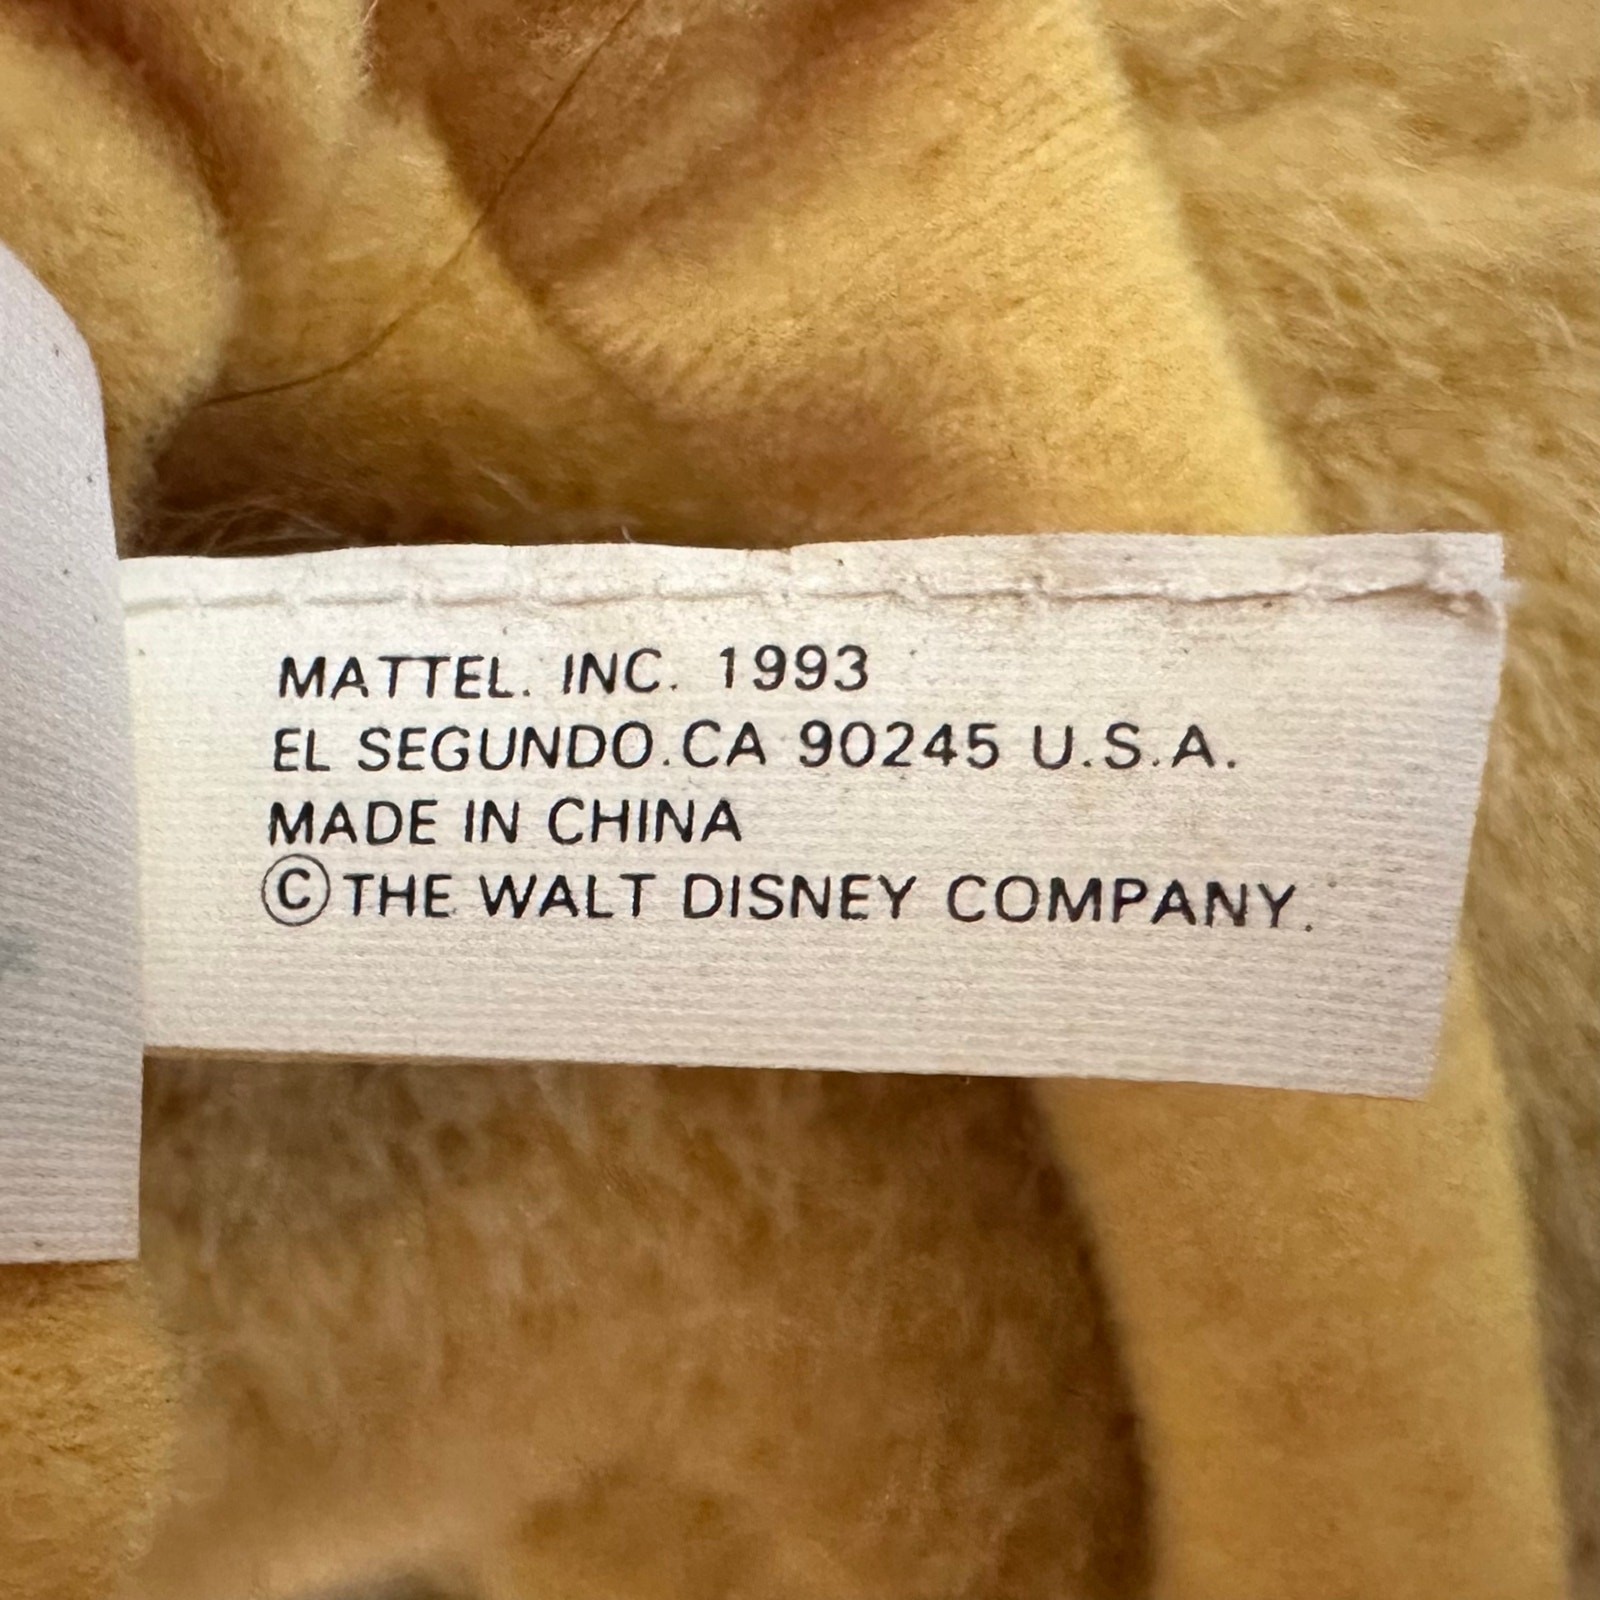 MATTEL. INC. 1993
EL SEGUNDO.CA 90245 U.S.A.
MADE IN CHINA
©THE WALT DISNEY COMPANY.